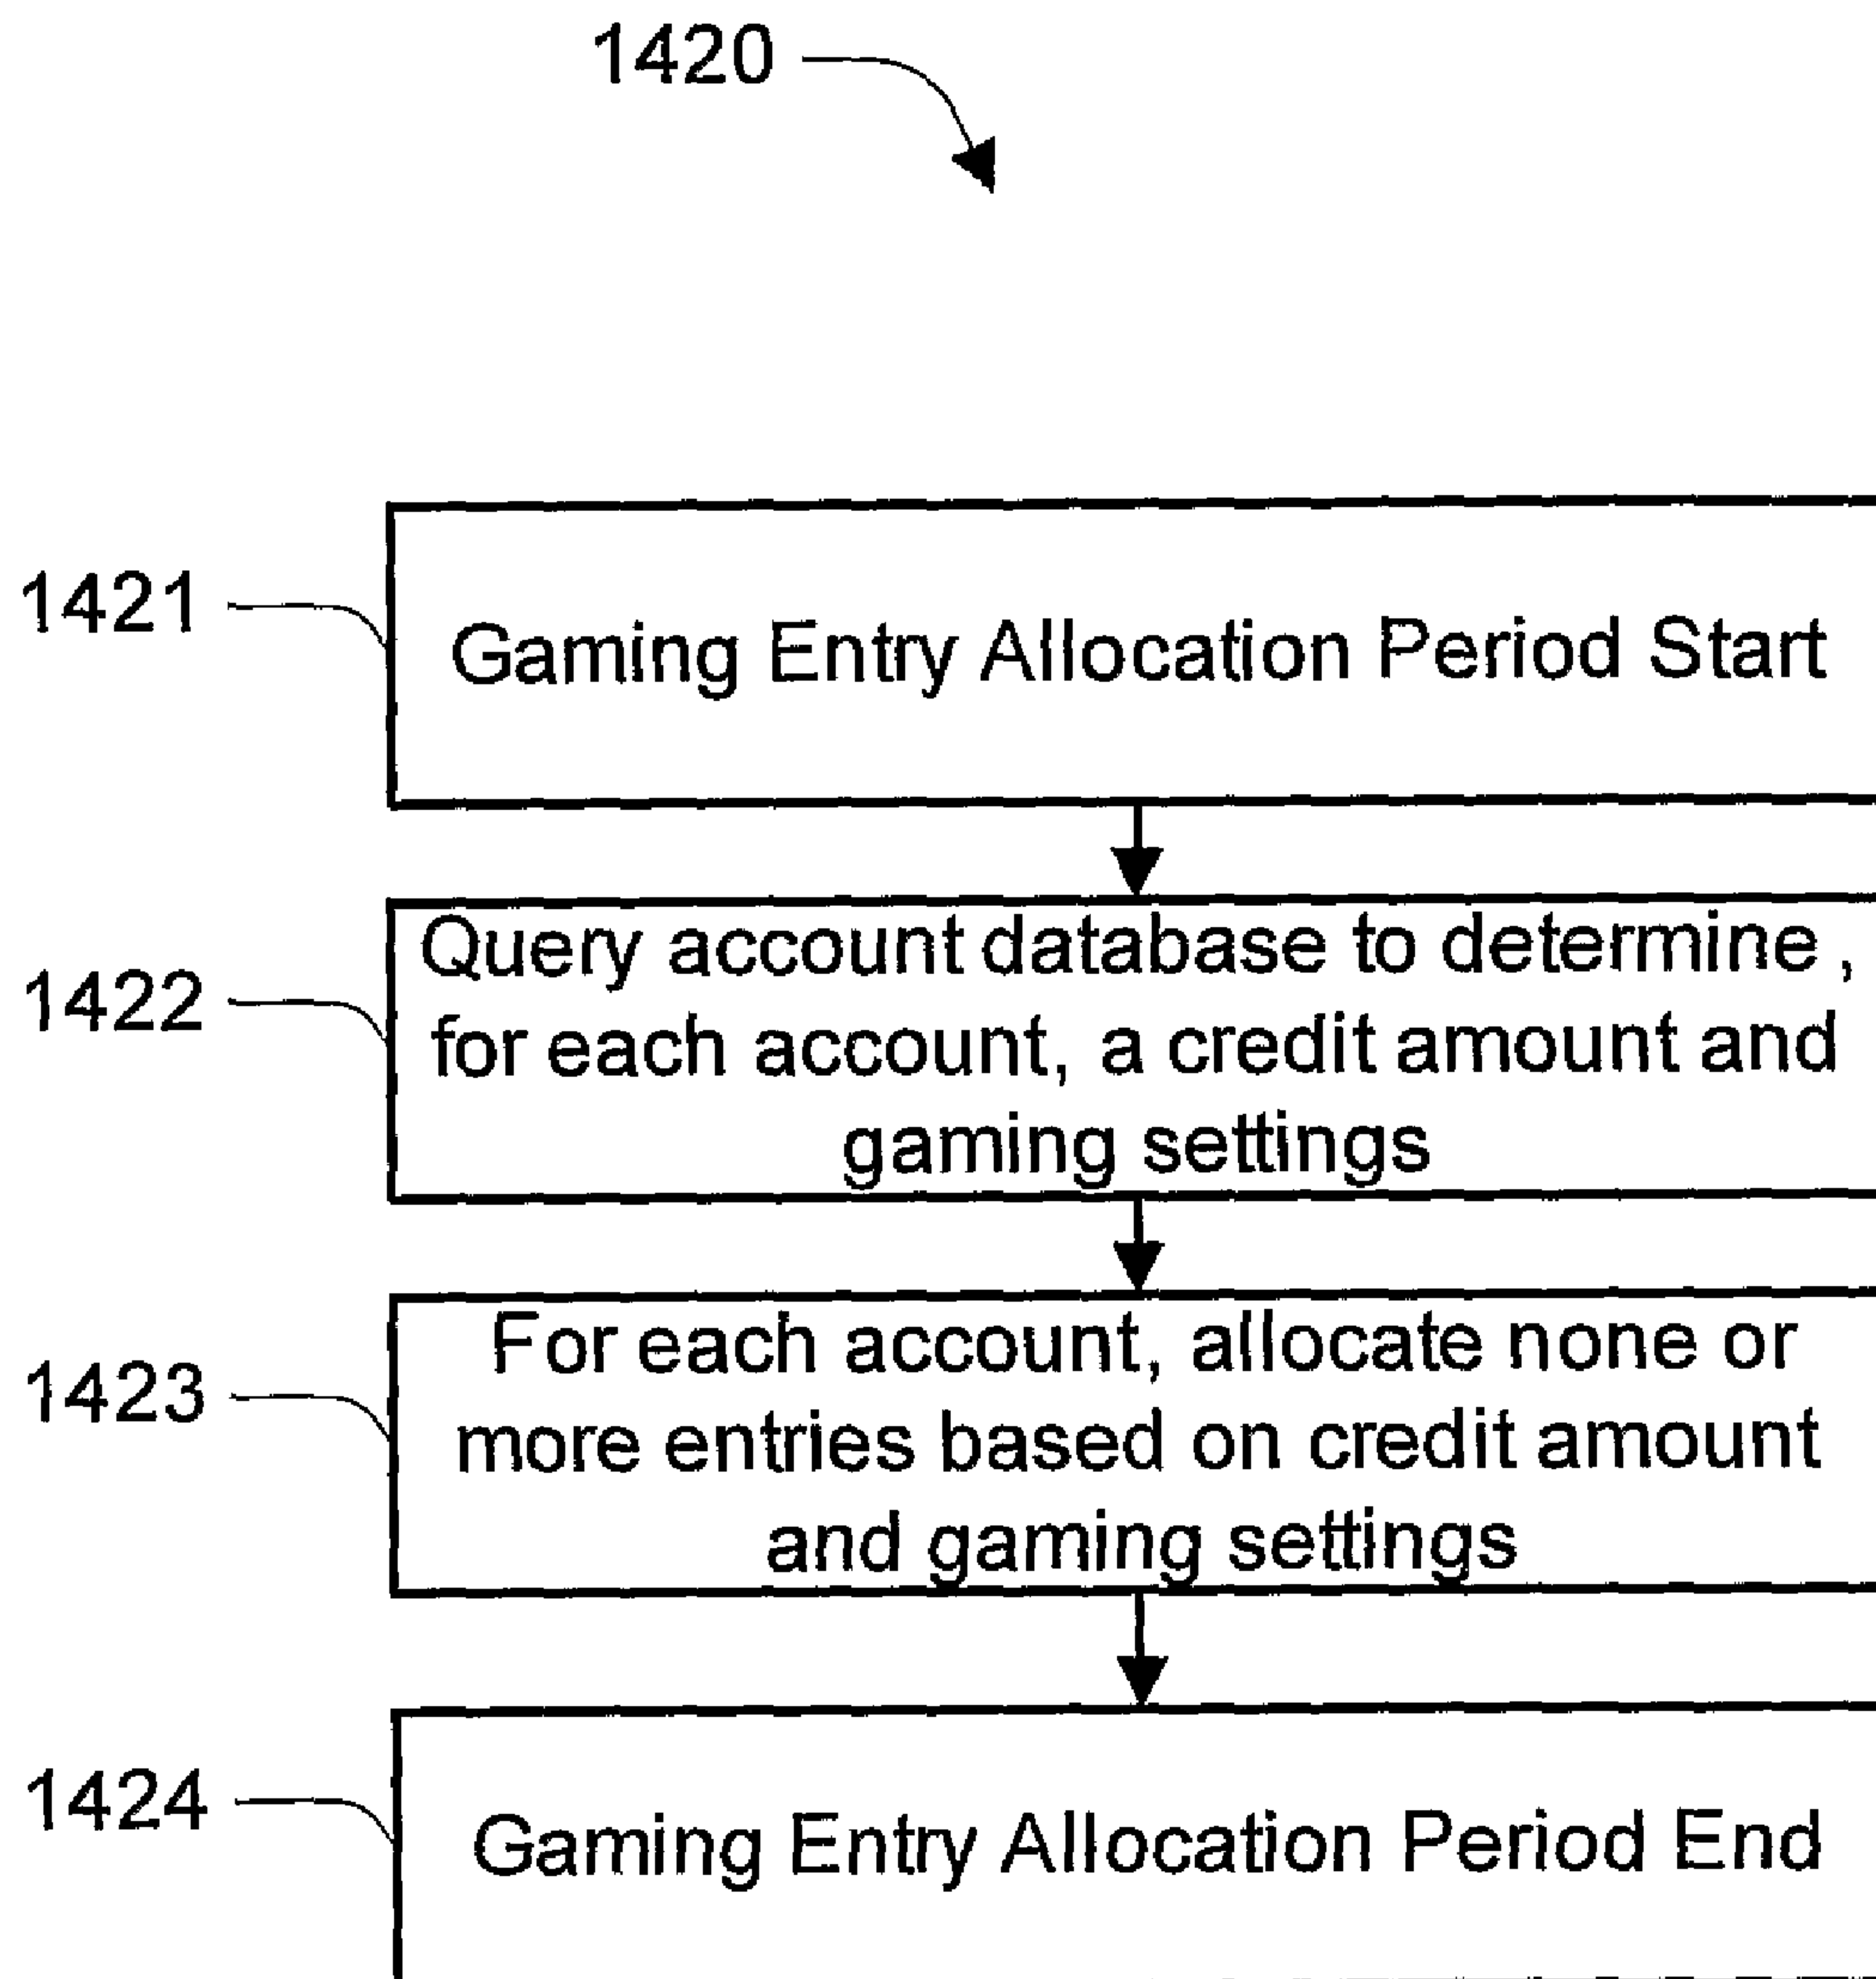 1420
1421
Gaming Entry Allocation Period Start
1422
Query account database to determine,
for each account, a credit amount and
gaming settings
1423
For each account, allocate none or
more entries based on credit amount
and gaming settings
1424
Gaming Entry Allocation Period End